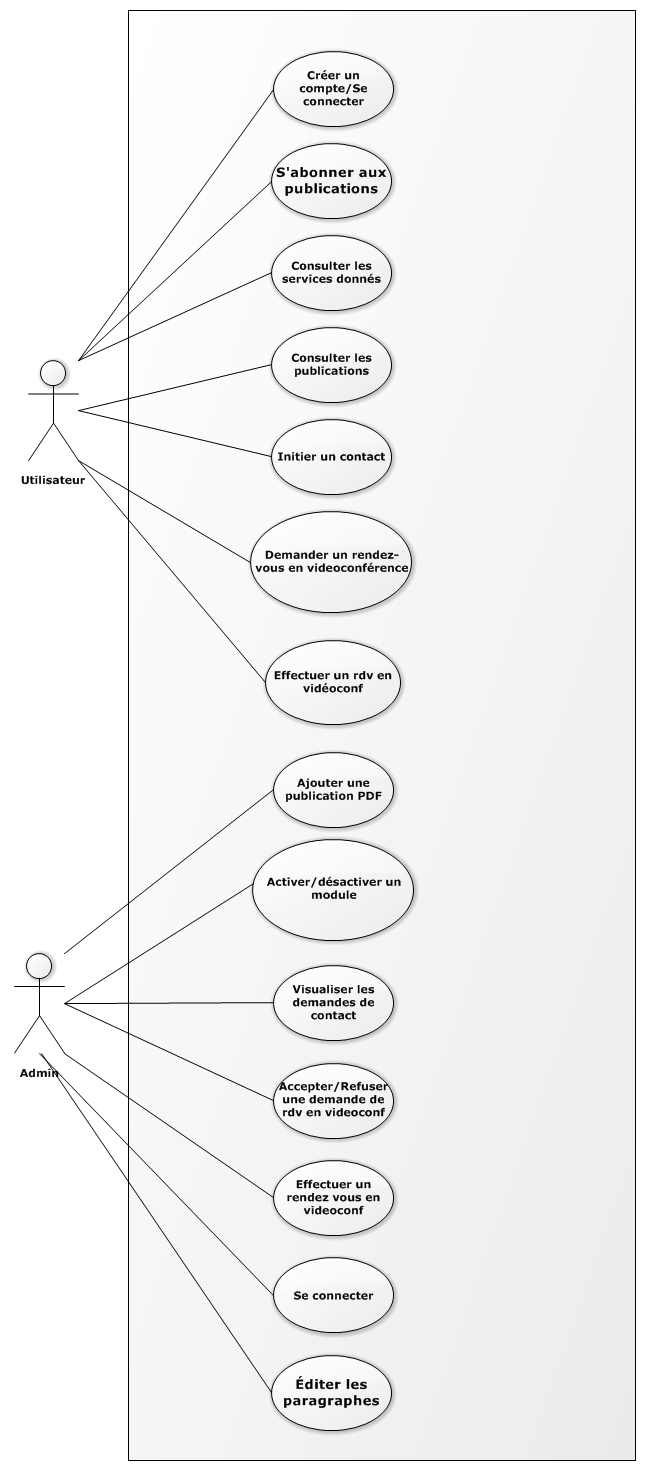 Créer un
compte/Se
connecter
S'abonner aux
publications
Consulter les
services donnés
Consulter les
publications
Initier un contact
Utilisateur
Demander un rendez-
vous en videoconférence
Effectuer un rdv en
vidéoconf
Ajouter une
publication PDF
Activer/désactiver un
module
Visualiser les
demandes de
contact
Admin
Accepter/Refuser
une demande de
rdv en videoconf
Effectuer un
rendez vous en
videoconf
Se connecter
Éditer les
paragraphes